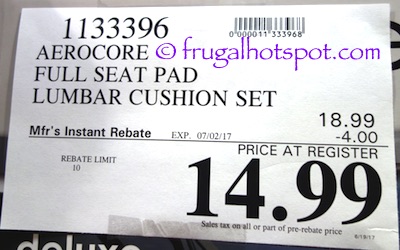 1133396
0 000011 333968
AEROCORE
© frugalhotspot.com
FULL SEAT PAD
LUMBAR CUSHION SET
18.99
Mfr's Instant Rebate EXP. 07/02/17 -4.00
PRICE AT REGISTER
REBATE LIMIT
10
14.99
Sales tax on all or part of pre-rebate price
6/19/17
deluxe